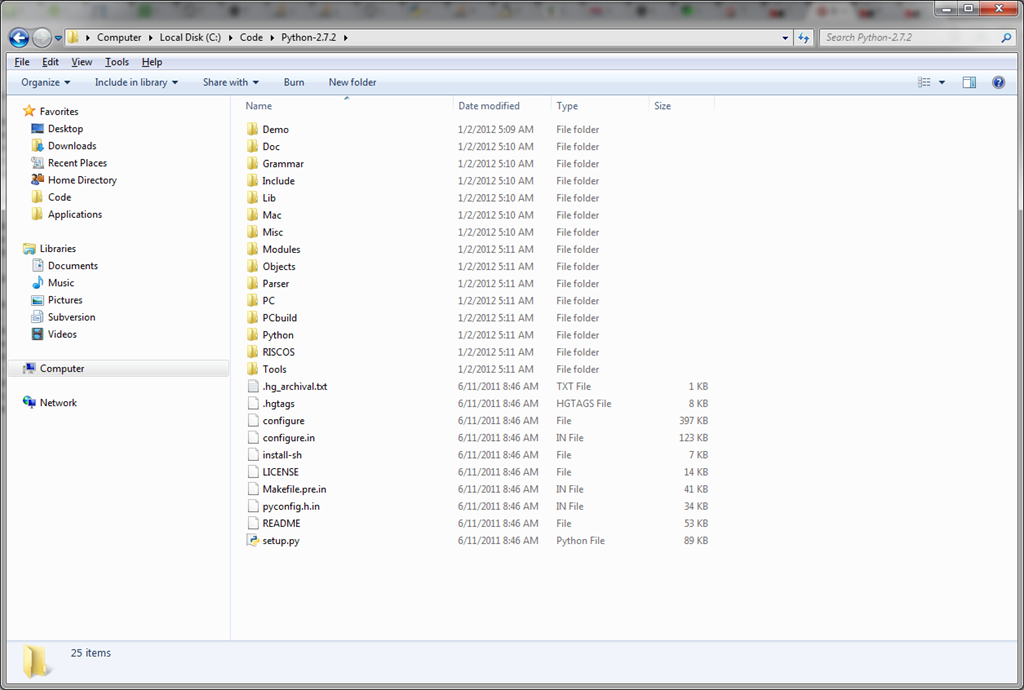 Computer Local Disk (C:) Code Python-2.7.2 Search Python-2.7.2
File Edit View Tools Help
Organize Include in library Share with Burn New folder
Favorites
Desktop
Downloads
Recent Places
Home Directory
Code
Applications
Libraries
Documents
Music
Pictures
Subversion
Videos
Computer
Network
Name Date modified Type Size
Demo 1/2/2012 5:09 AM File folder
Doc 1/2/2012 5:10 AM File folder
Grammar 1/2/2012 5:10 AM File folder
Include 1/2/2012 5:10 AM File folder
Lib 1/2/2012 5:10 AM File folder
Mac 1/2/2012 5:10 AM File folder
Misc 1/2/2012 5:10 AM File folder
Modules 1/2/2012 5:11 AM File folder
Objects 1/2/2012 5:11 AM File folder
Parser 1/2/2012 5:11 AM File folder
PC 1/2/2012 5:11 AM File folder
PCbuild 1/2/2012 5:11 AM File folder
Python 1/2/2012 5:11 AM File folder
RISCOS 1/2/2012 5:11 AM File folder
Tools 1/2/2012 5:11 AM File folder
.hg_archival.txt 6/11/2011 8:46 AM TXT File 1 KB
.hgtags 6/11/2011 8:46 AM HGTAGS File 8 KB
configure 6/11/2011 8:46 AM File 397 KB
configure.in 6/11/2011 8:46 AM IN File 123 KB
install-sh 6/11/2011 8:46 AM File 7 KB
LICENSE 6/11/2011 8:46 AM File 14 KB
Makefile.pre.in 6/11/2011 8:46 AM IN File 41 KB
pyconfig.h.in 6/11/2011 8:46 AM IN File 34 KB
README 6/11/2011 8:46 AM File 53 KB
setup.py 6/11/2011 8:46 AM Python File 89 KB
25 items